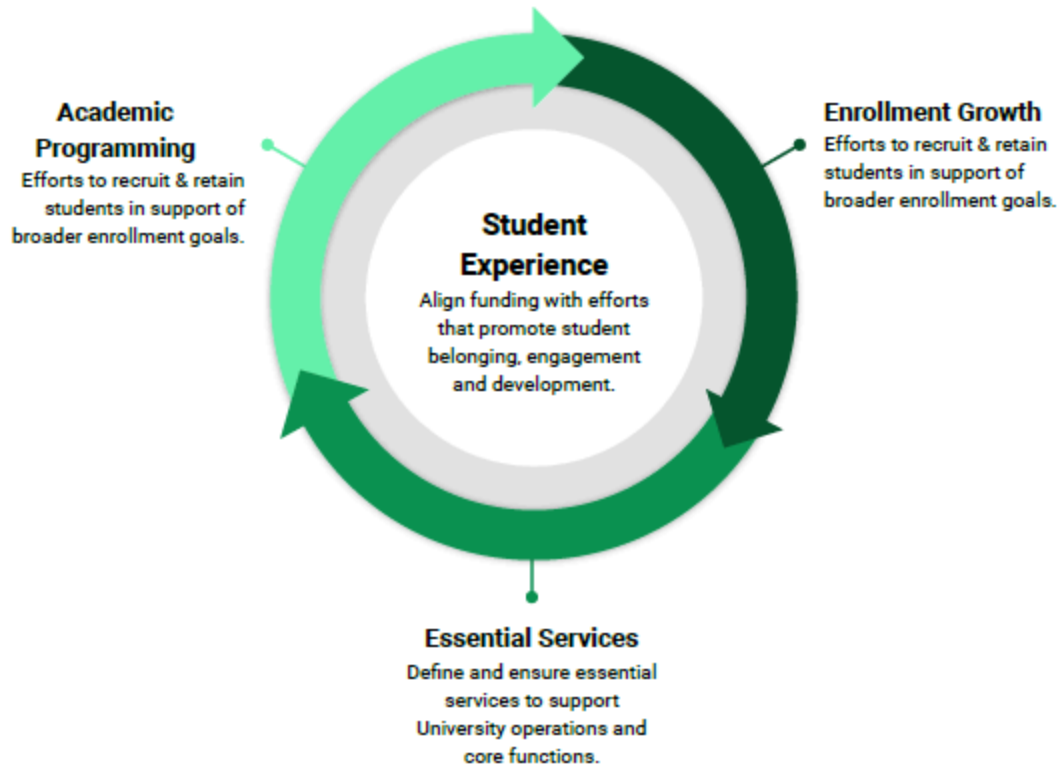 Academic
Programming
Efforts to recruit & retain
students in support of
broader enrollment goals.
Enrollment Growth
Efforts to recruit & retain
students in support of
broader enrollment goals.
Student
Experience
Align funding with efforts
that promote student
belonging, engagement
and development.
Essential Services
Define and ensure essential
services to support
University operations and
core functions.